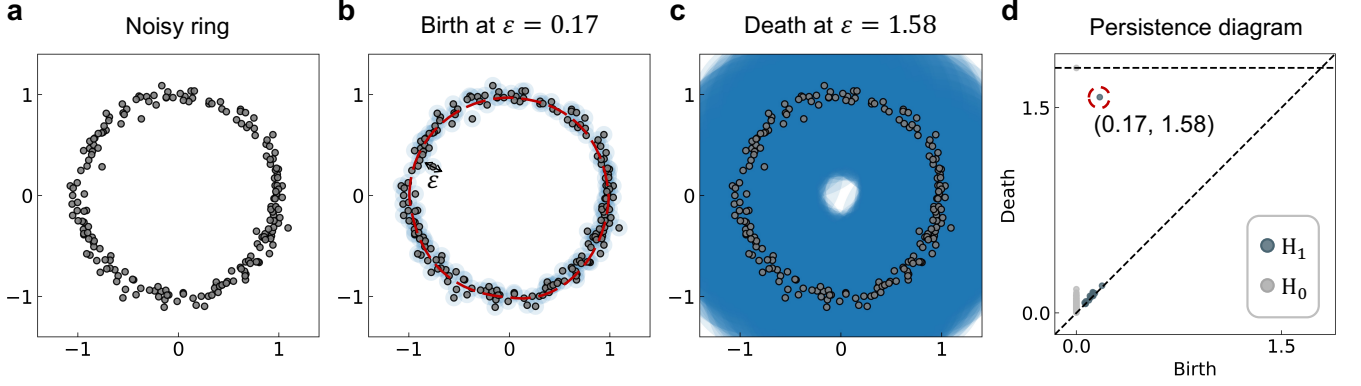 a
Noisy ring
1
0
−1
−1
0
1
b
Birth at ε = 0.17
1
0
−1
ε
−1
0
1
c
Death at ε = 1.58
1
0
−1
−1
0
1
d
Persistence diagram
Death
1.5
0.0
(0.17, 1.58)
H₁
H₀
0.0
1.5
Birth